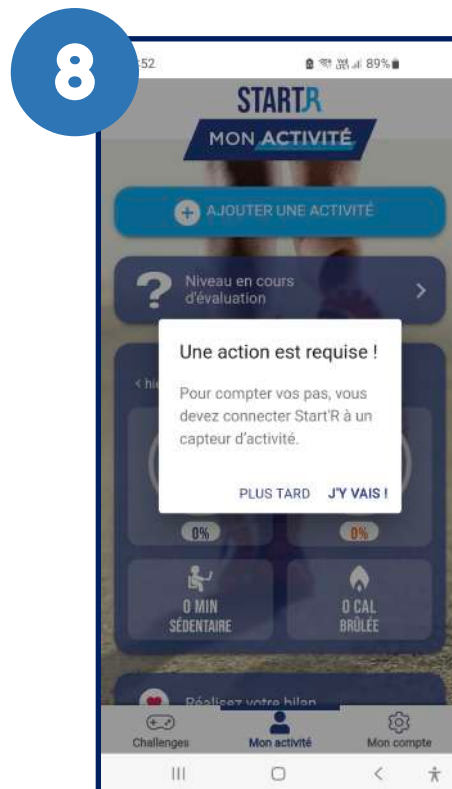 8
:52
89%
START.R
MON ACTIVITÉ
AJOUTER UNE ACTIVITÉ
Niveau en cours
d'évaluation
Une action est requise !
< hie
Pour compter vos pas, vous
devez connecter Start'R à un
capteur d'activité.
PLUS TARD J'Y VAIS !
0% 0%
0 MIN 0 CAL
SÉDENTAIRE BRÛLÉE
Réalisez votre bilan
Challenges Mon activité Mon compte